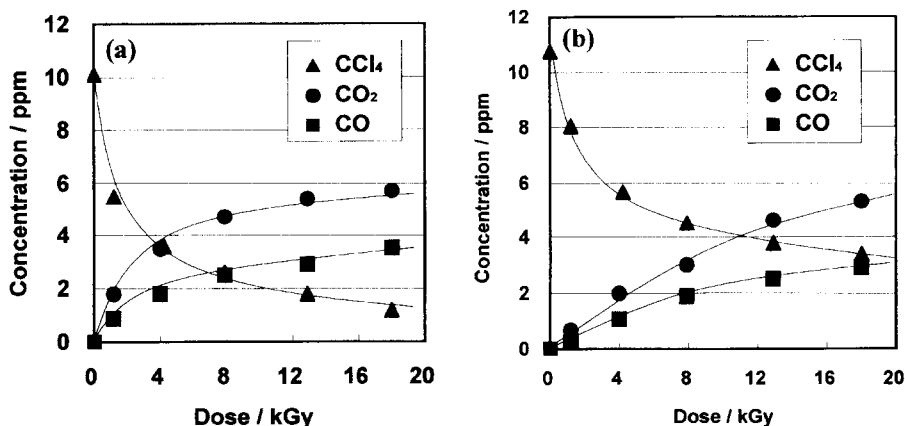 (a)
CCl₄
CO₂
CO
Concentration / ppm
12
10
8
6
4
2
0
0 4 8 12 16 20
Dose / kGy
(b)
CCl₄
CO₂
CO
Concentration / ppm
12
10
8
6
4
2
0
0 4 8 12 16 20
Dose / kGy